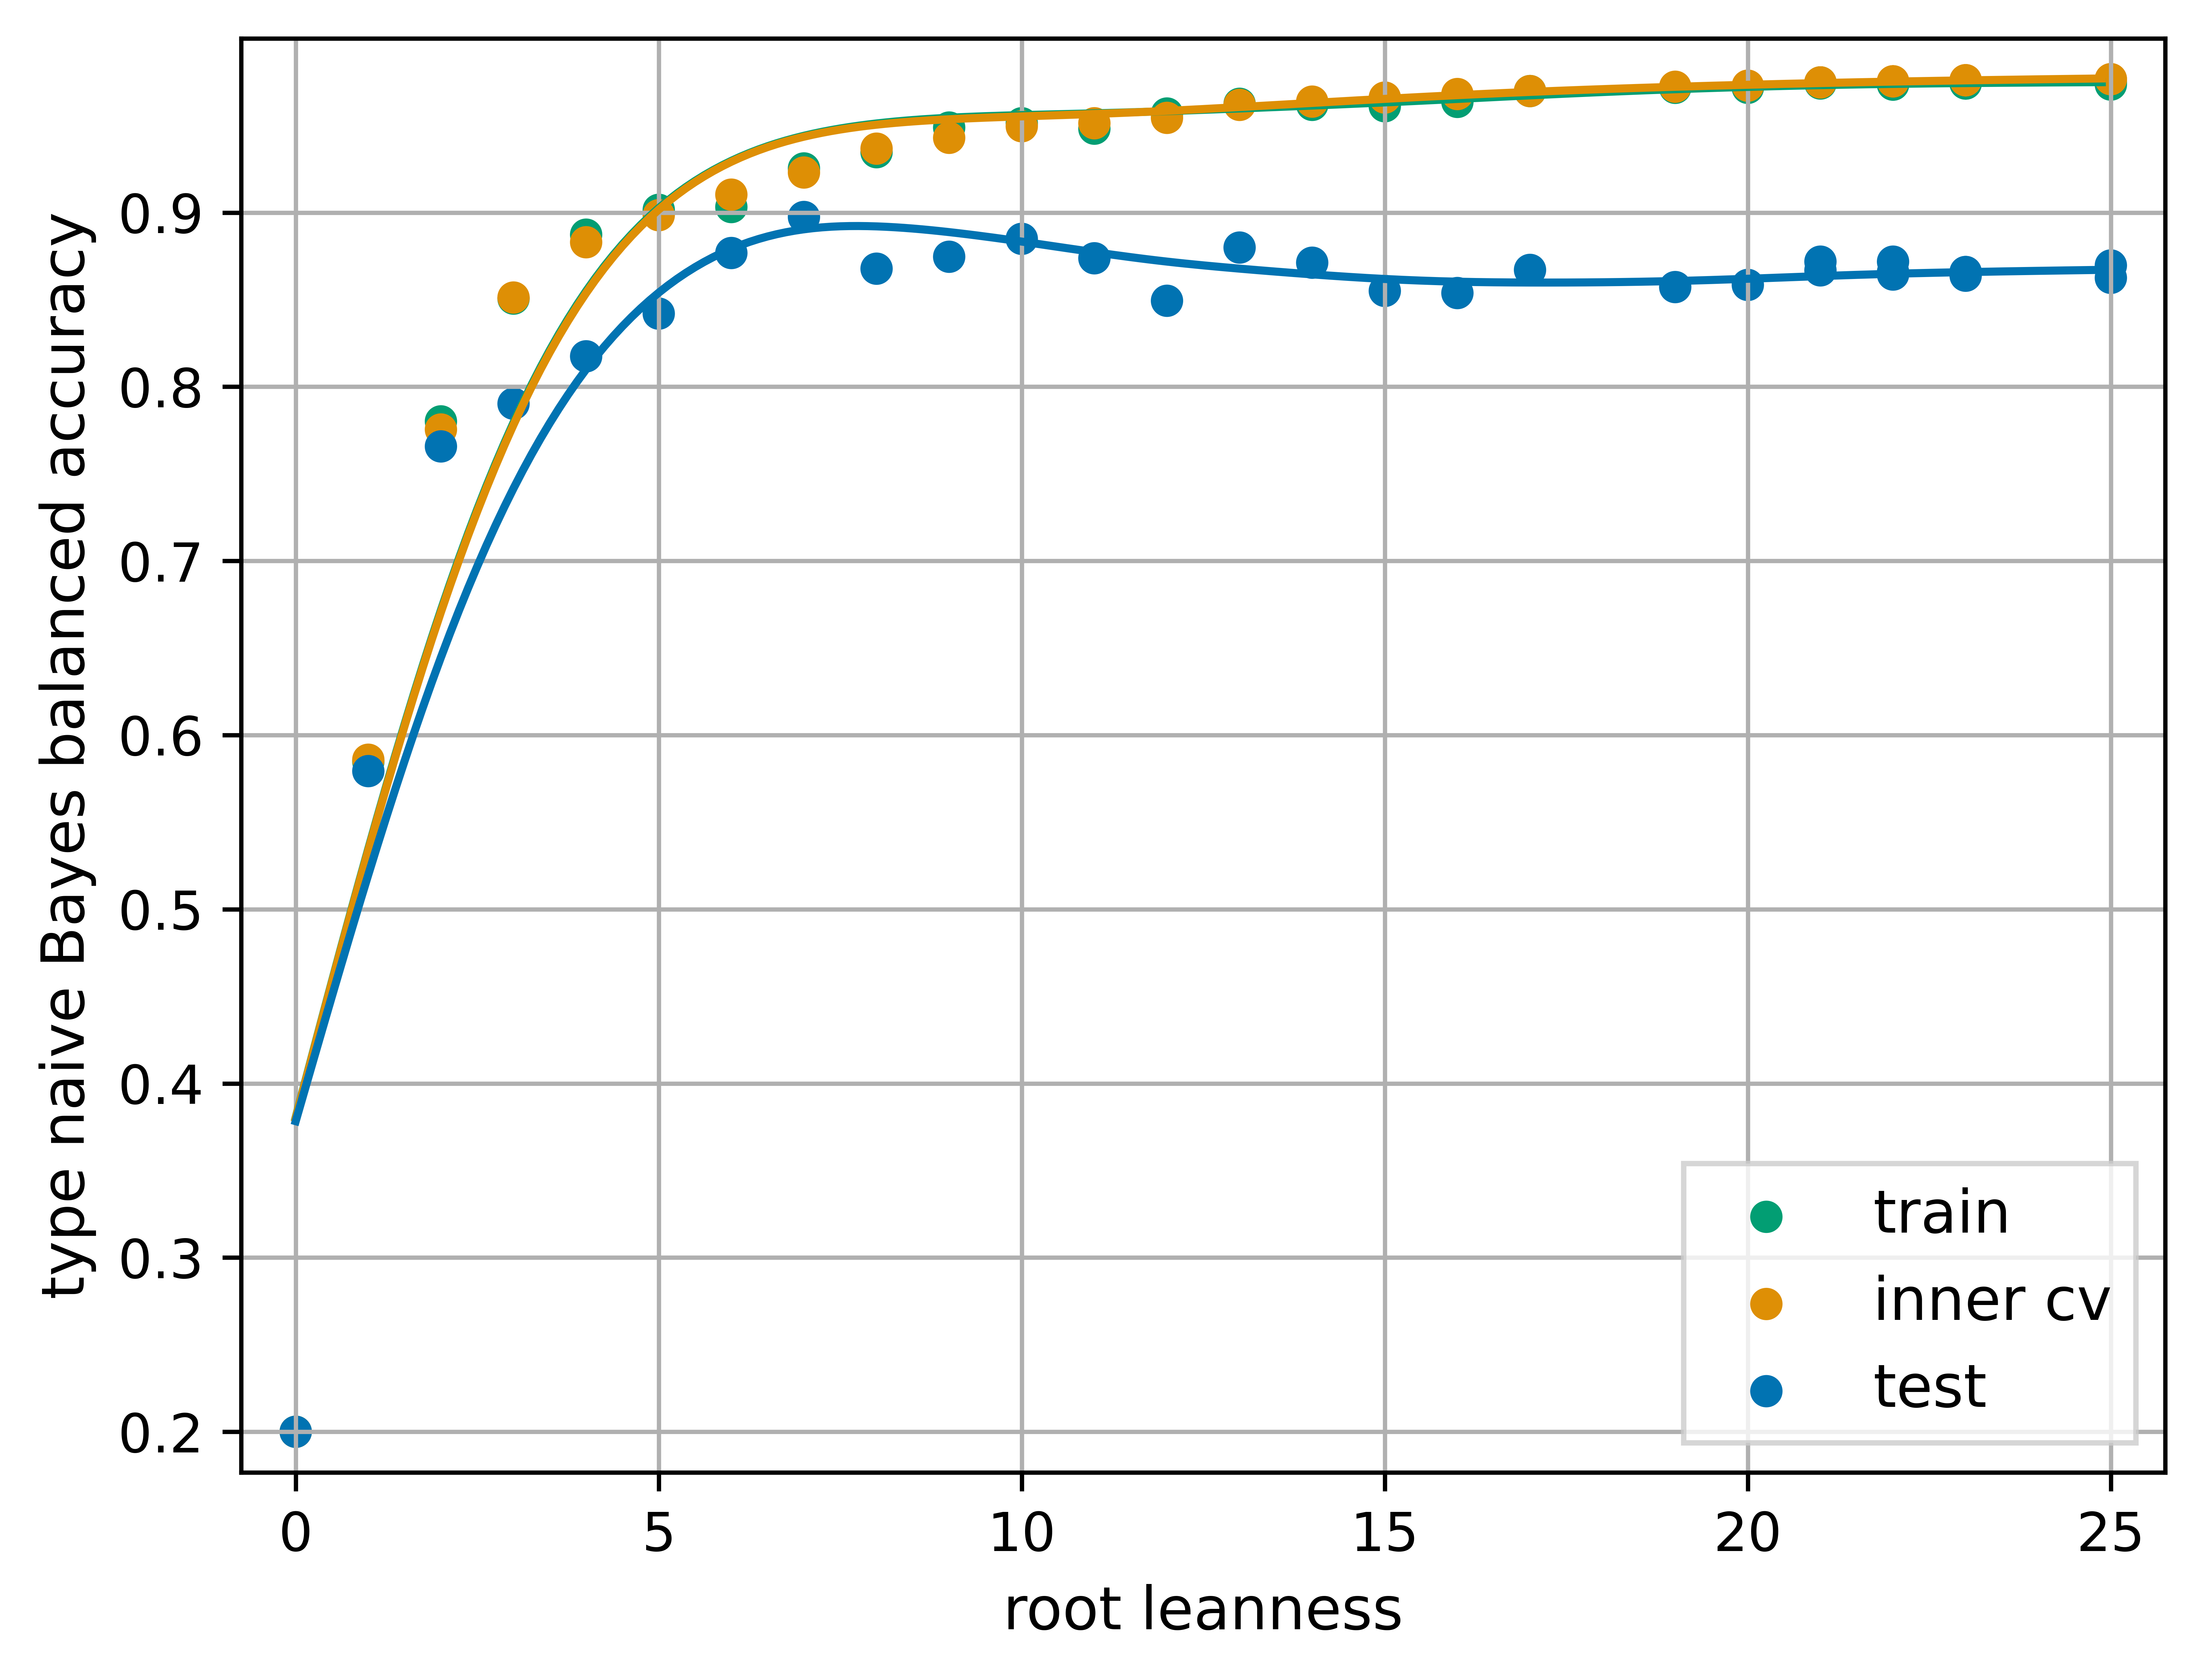 type naive Bayes balanced accuracy
0.9
0.8
0.7
0.6
0.5
0.4
0.3
0.2
0 5 10 15 20 25
root leanness
train
inner cv
test